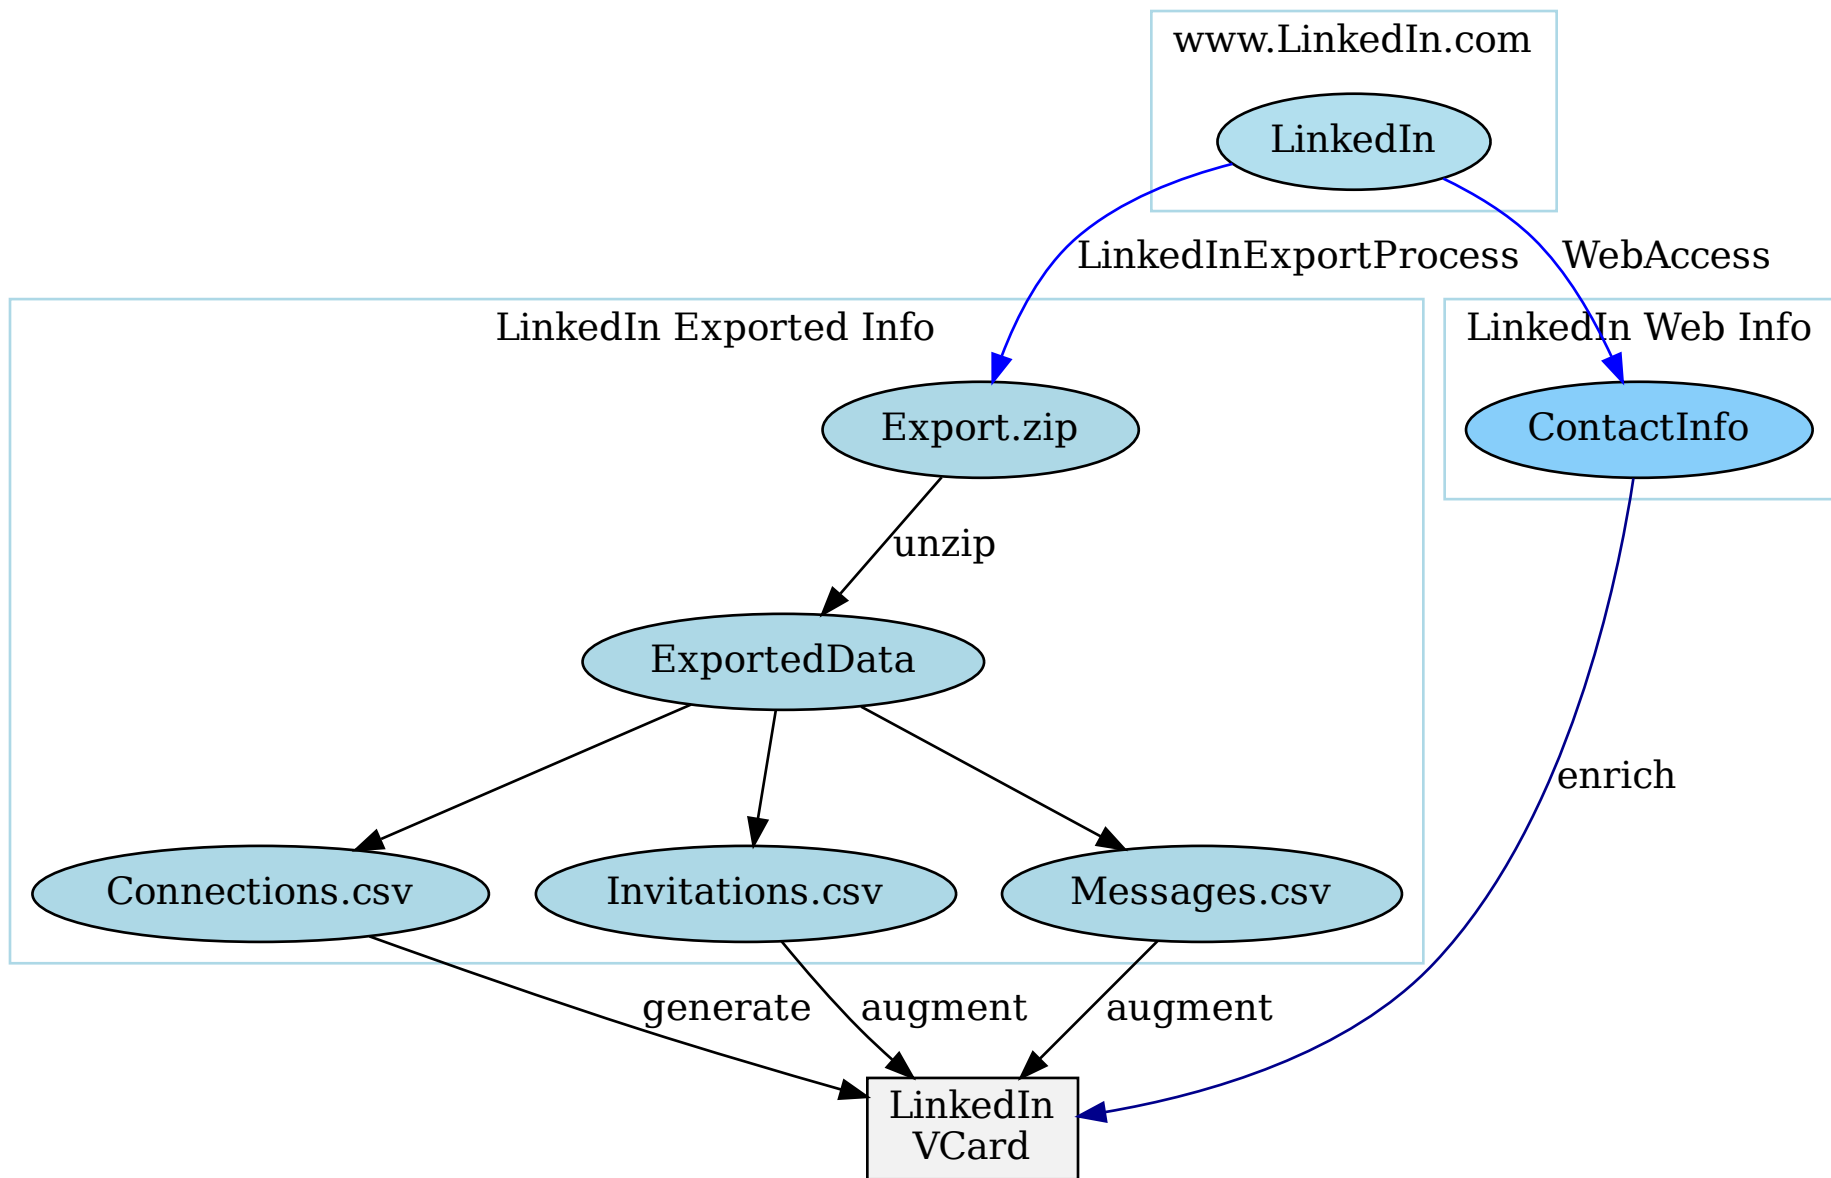 www.LinkedIn.com
LinkedIn
LinkedInExportProcess
WebAccess
LinkedIn Exported Info
LinkedIn Web Info
Export.zip
ContactInfo
unzip
ExportedData
enrich
Connections.csv
Invitations.csv
Messages.csv
generate
augment
augment
LinkedIn
VCard